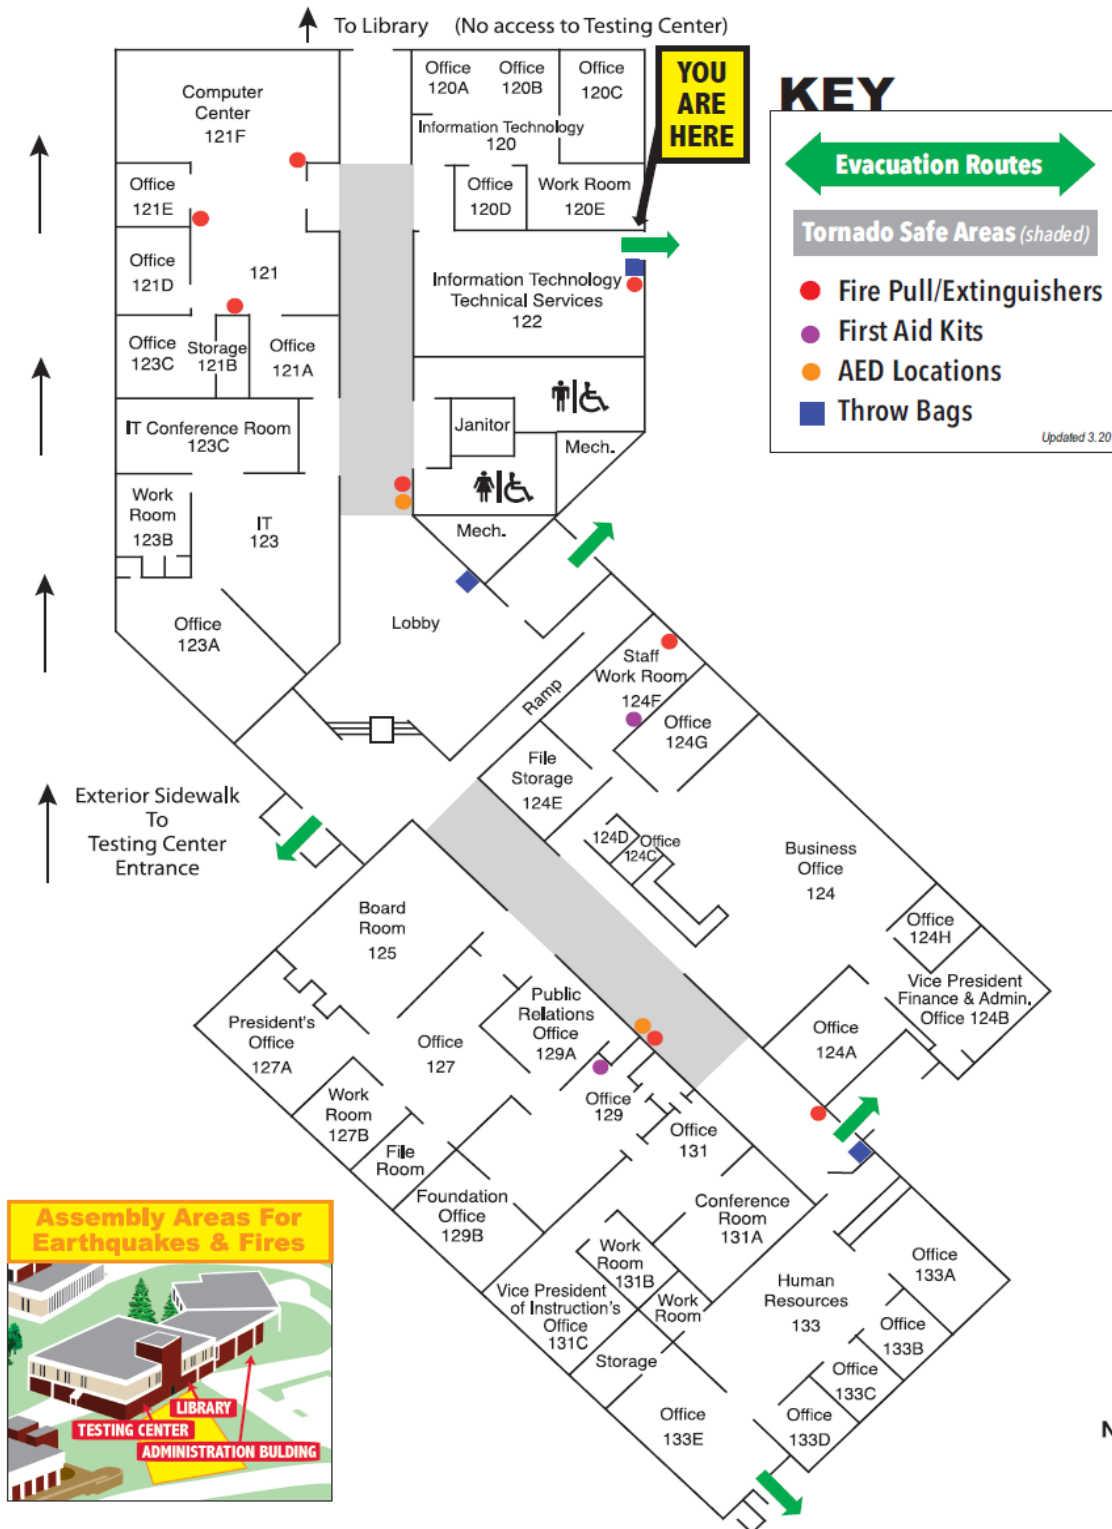 To Library (No access to Testing Center)
YOU
ARE
HERE
KEY
Evacuation Routes
Tornado Safe Areas (shaded)
Fire Pull/Extinguishers
First Aid Kits
AED Locations
Throw Bags
Updated 3.20
Computer
Center
121F
Office
120A
Office
120B
Office
120C
Information Technology
120
Office
121E
Office
120D
Work Room
120E
Office
121D
121
Information Technology
Technical Services
122
Office
123C
Storage
121B
Office
121A
IT Conference Room
123C
Janitor
Mech.
Work
Room
123B
IT
123
Mech.
Office
123A
Lobby
Ramp
Staff
Work Room
124F
Office
124G
File
Storage
124E
Exterior Sidewalk
To
Testing Center
Entrance
124D
Office
124C
Business
Office
124
Board
Room
125
Office
124H
Vice President
Finance & Admin.
Office 124B
Public
Relations
Office
129A
President's
Office
127A
Office
127
Office
124A
Work
Room
127B
Office
129
File
Room
Office
131
Foundation
Office
129B
Conference
Room
131A
Work
Room
131B
Office
133A
Vice President
of Instruction's
Office
131C
Work
Room
Human
Resources
133
Office
133B
Storage
Office
133C
Office
133E
Office
133D
N
Assembly Areas For
Earthquakes & Fires
LIBRARY
TESTING CENTER
ADMINISTRATION BULDING